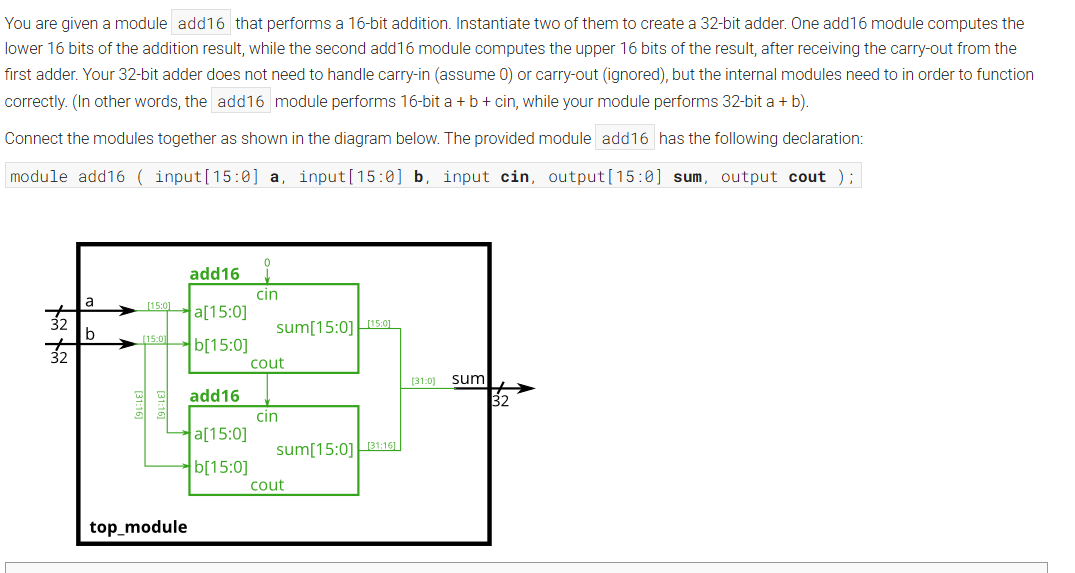 You are given a module add16 that performs a 16-bit addition. Instantiate two of them to create a 32-bit adder. One add16 module computes the
lower 16 bits of the addition result, while the second add16 module computes the upper 16 bits of the result, after receiving the carry-out from the
first adder. Your 32-bit adder does not need to handle carry-in (assume 0) or carry-out (ignored), but the internal modules need to in order to function
correctly. (In other words, the add16 module performs 16-bit a + b + cin, while your module performs 32-bit a + b).
Connect the modules together as shown in the diagram below. The provided module add16 has the following declaration:
module add16 ( input[15:0] a, input[15:0] b, input cin, output[15:0] sum, output cout );
0
add16
cin
a
[15:0]
a[15:0]
32
sum[15:0]
[15:0]
b
[15:0]
b[15:0]
32
cout
[31:0]
sum
32
[31:16]
[31:16]
add16
cin
a[15:0]
sum[15:0]
[31:16]
b[15:0]
cout
top_module